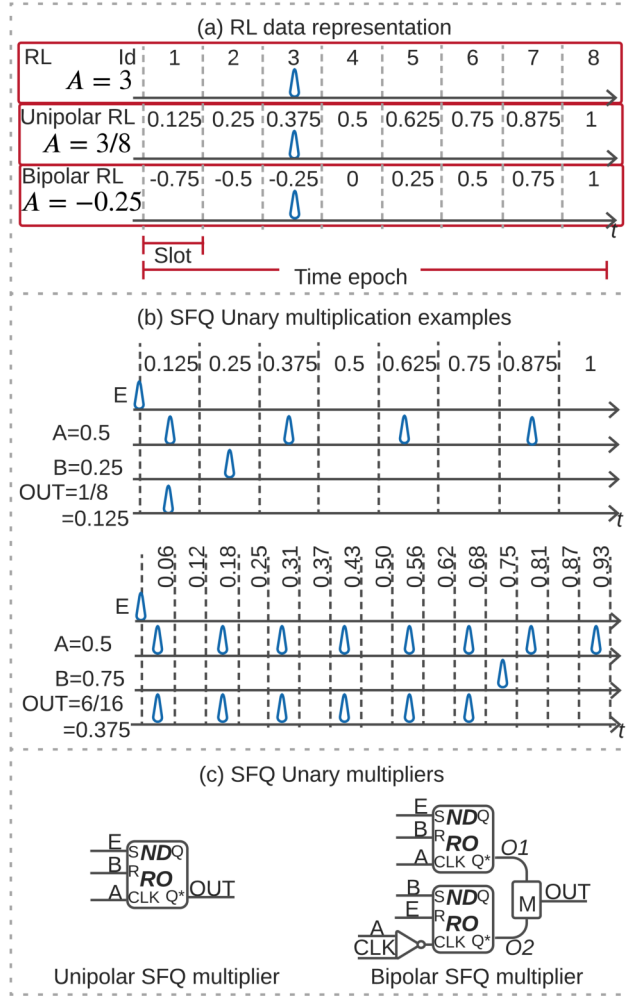 (a) RL data representation
RL Id 1 2 3 4 5 6 7 8
A = 3
Unipolar RL 0.125 0.25 0.375 0.5 0.625 0.75 0.875 1
A = 3/8
Bipolar RL -0.75 -0.5 -0.25 0 0.25 0.5 0.75 1
A = −0.25
t
Slot
Time epoch
(b) SFQ Unary multiplication examples
0.125 0.25 0.375 0.5 0.625 0.75 0.875 1
E
A=0.5
B=0.25
OUT=1/8
=0.125
t
0.06 0.12 0.18 0.25 0.31 0.37 0.43 0.50 0.56 0.62 0.68 0.75 0.81 0.87 0.93
E
A=0.5
B=0.75
OUT=6/16
=0.375
t
(c) SFQ Unary multipliers
E S ND Q
B R RO
A CLK Q* OUT
Unipolar SFQ multiplier
E S ND Q
B R RO
A CLK Q* O1
B S ND Q
E R RO
A
CLK CLK Q* O2
M OUT
Bipolar SFQ multiplier